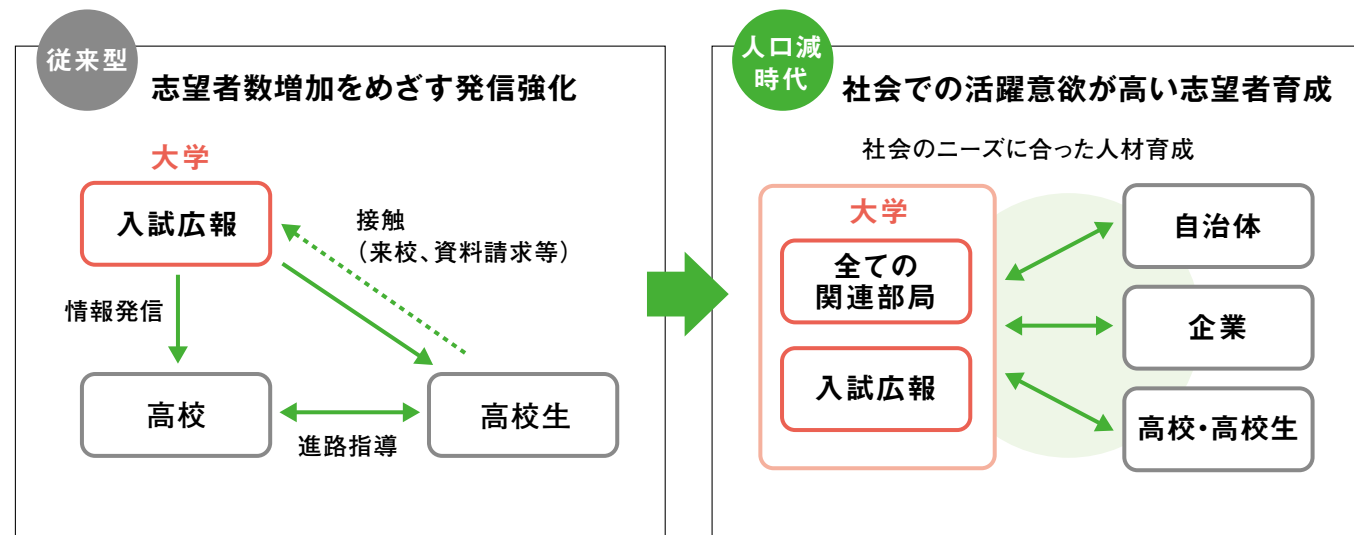 従来型
志望者数増加をめざす発信強化
大学
入試広報
接触
（来校、資料請求等）
情報発信
高校
高校生
進路指導
人口減
時代
社会での活躍意欲が高い志望者育成
社会のニーズに合った人材育成
大学
全ての
関連部局
入試広報
自治体
企業
高校・高校生